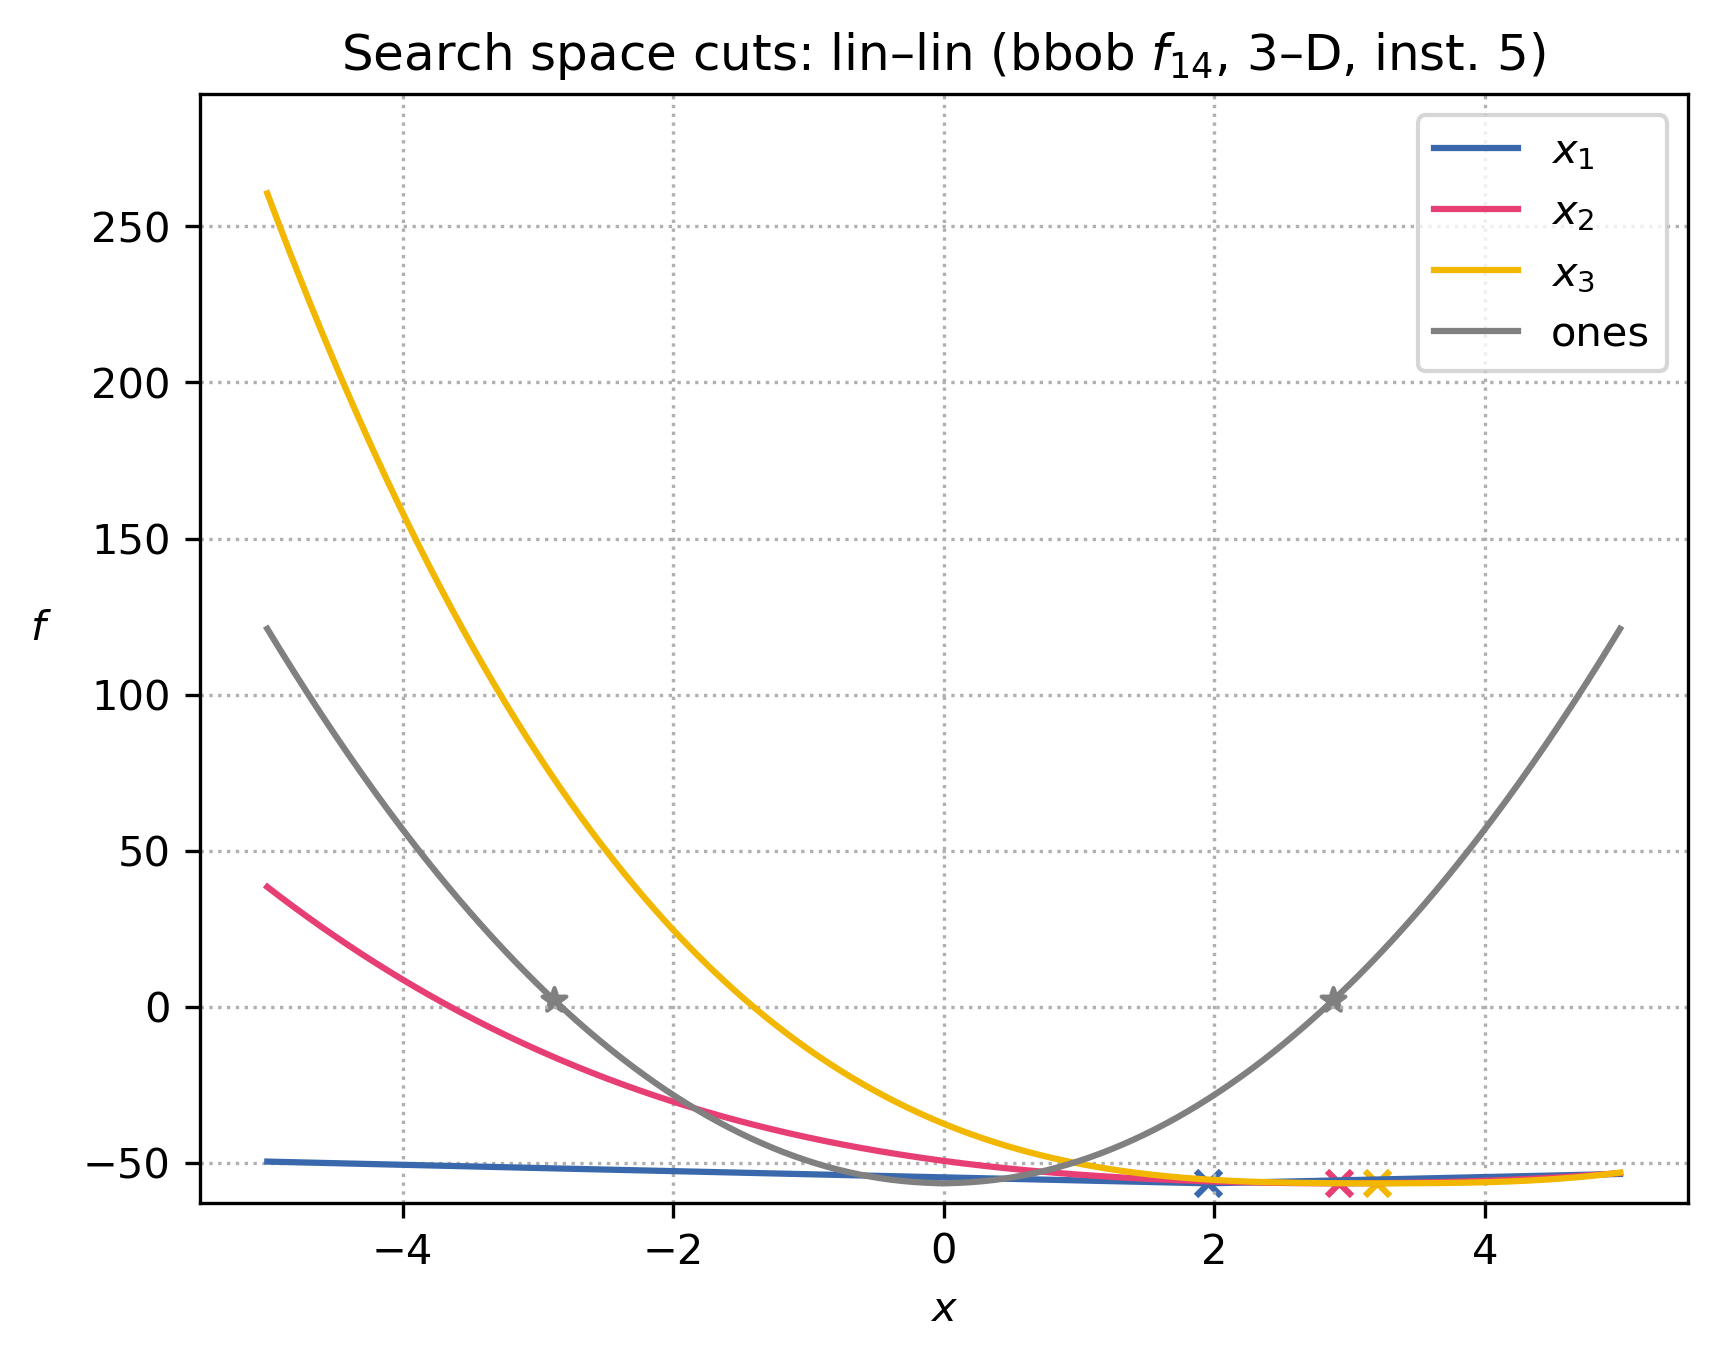 Search space cuts: lin–lin (bbob f₁₄, 3–D, inst. 5)
x₁
x₂
x₃
ones
250
200
150
100
50
0
−50
f
−4 −2 0 2 4
x